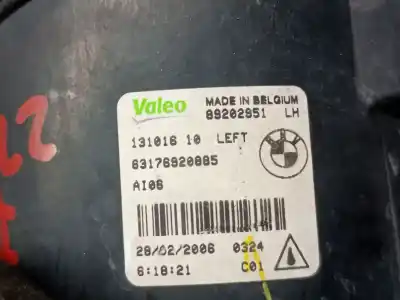 Valeo
MADE IN BELGIUM
89202951 LH
131016 10 LEFT
63176920885
AI06
28/02/2006 0324
6:18:21 C01
22